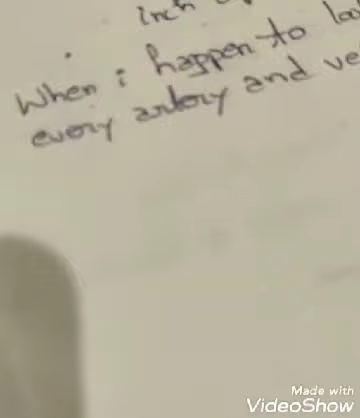 inch
When i happen to
every artery and
Made with
VideoShow